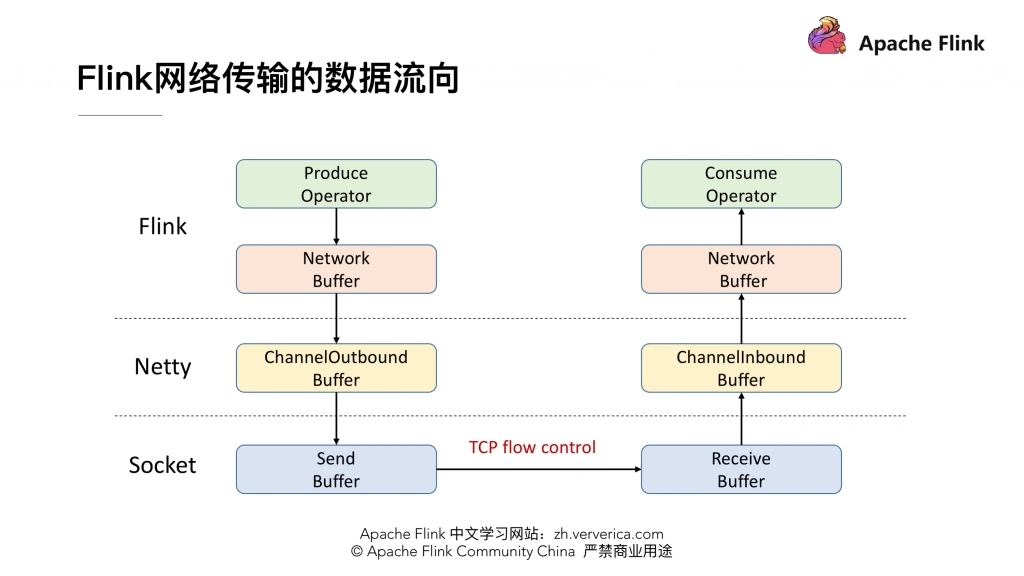 Apache Flink
Flink网络传输的数据流向
Produce
Operator
Consume
Operator
Flink
Network
Buffer
Network
Buffer
Netty
ChannelOutbound
Buffer
ChannelInbound
Buffer
Socket
Send
Buffer
TCP flow control
Receive
Buffer
Apache Flink 中文学习网站：zh.ververica.com
© Apache Flink Community China 严禁商业用途